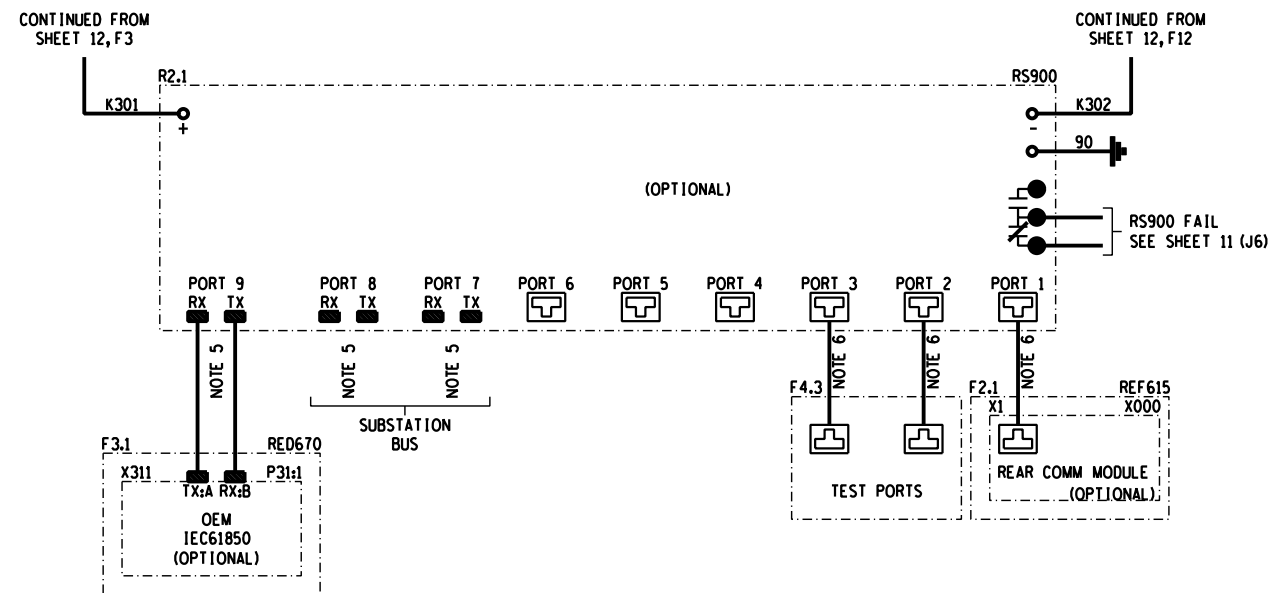 CONTINUED FROM
SHEET 12,F3
CONTINUED FROM
SHEET 12,F12
R2.1
RS900
K301
+
K302
-
90
(OPTIONAL)
RS900 FAIL
SEE SHEET 11 (J6)
PORT 9
RX TX
PORT 8
RX TX
PORT 7
RX TX
PORT 6
PORT 5
PORT 4
PORT 3
PORT 2
PORT 1
NOTE 5
NOTE 5
NOTE 5
NOTE 6
NOTE 6
NOTE 6
SUBSTATION
BUS
F3.1
RED670
X311
P31:1
TX:A RX:B
OEM
IEC61850
(OPTIONAL)
F4.3
TEST PORTS
F2.1
REF615
X1
X000
REAR COMM MODULE
(OPTIONAL)